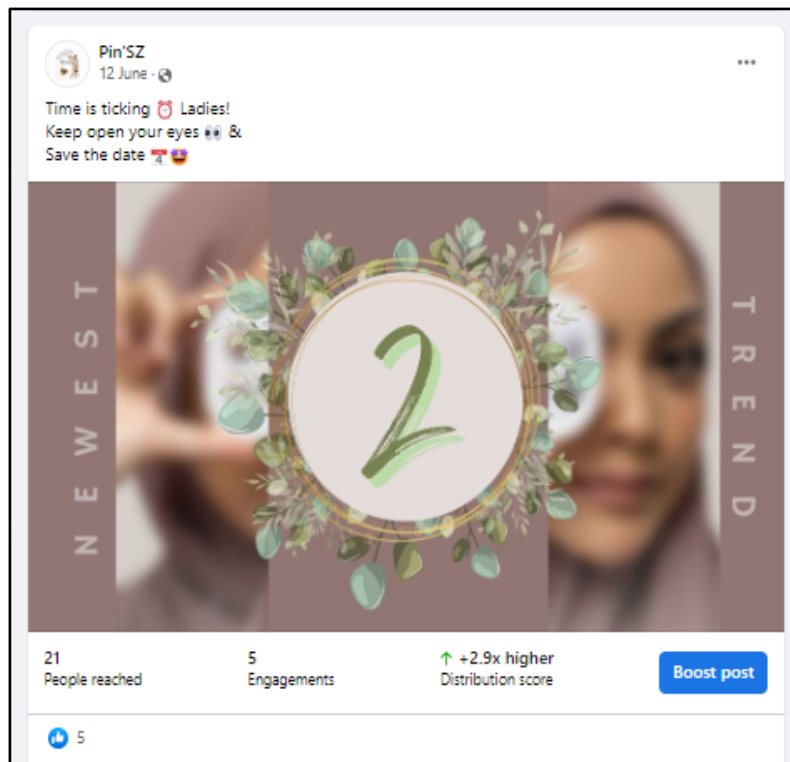 Pin'SZ
12 June ·
Time is ticking ⏰ Ladies!
Keep open your eyes 👀 &
Save the date 📅🤩
NEWEST
2
TREND
21
People reached
5
Engagements
↑ +2.9x higher
Distribution score
Boost post
5